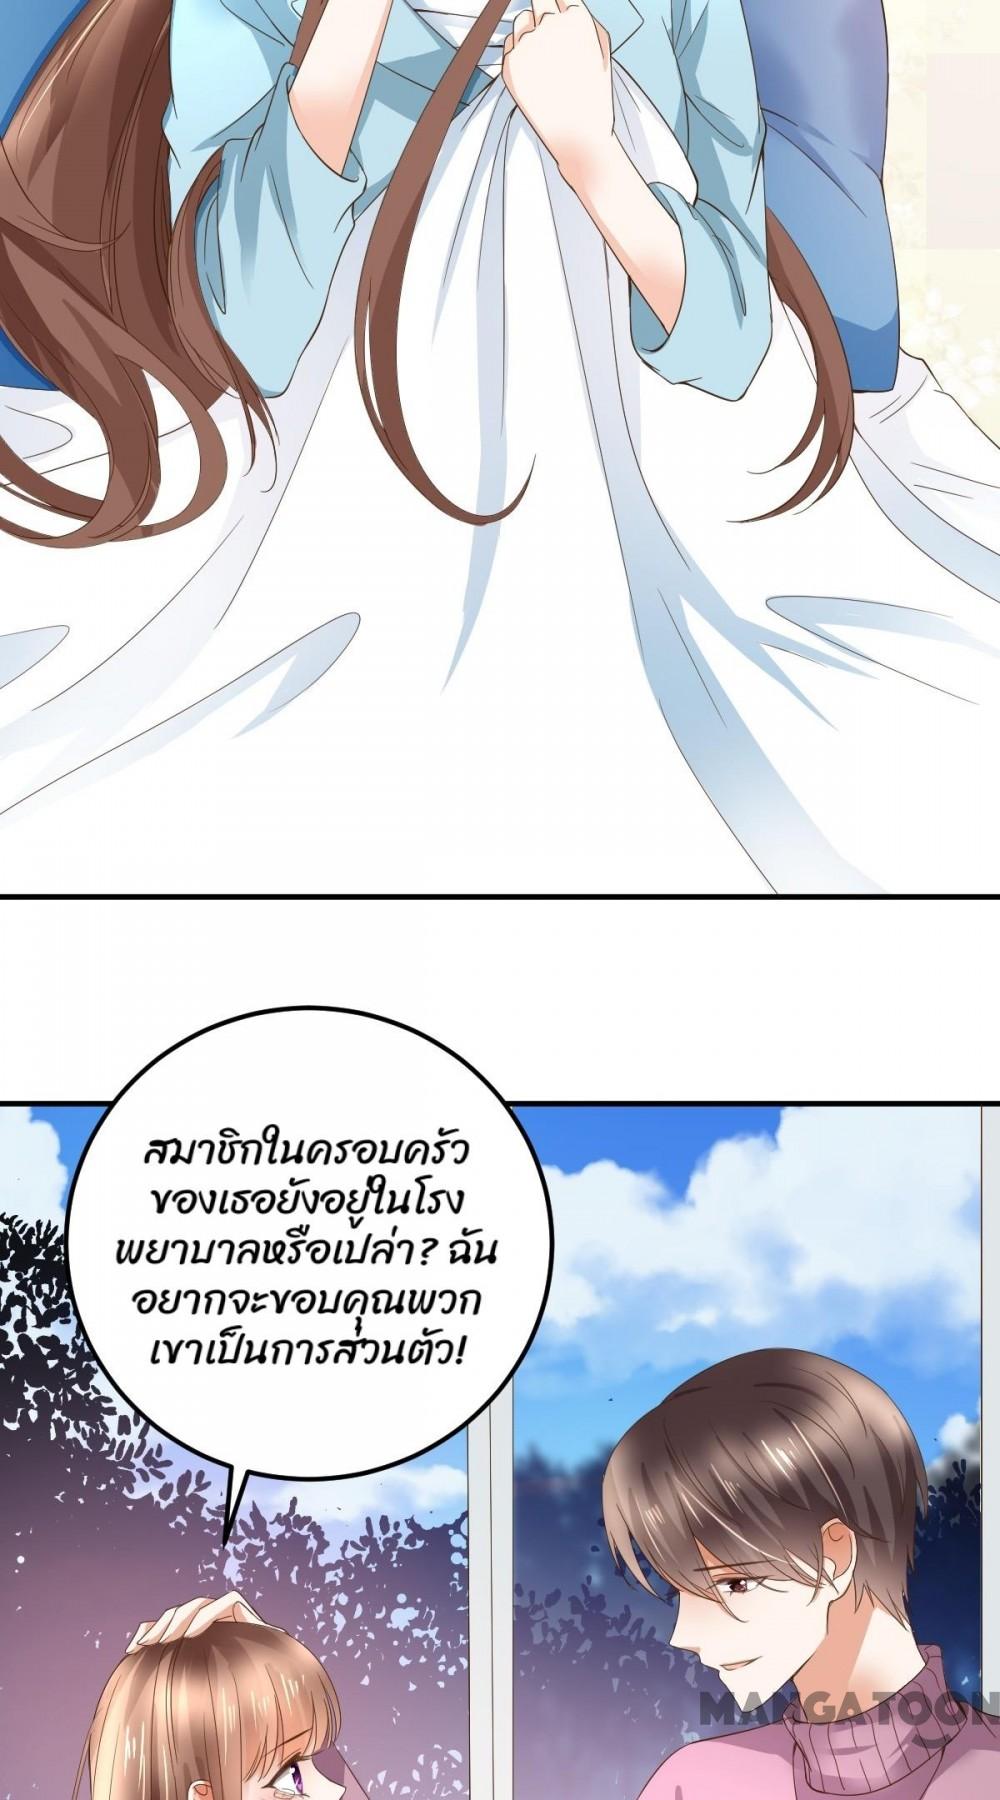 สมาชิกในครอบครัว
ของเธอยังอยู่ในโรง
พยาบาลหรือเปล่า? ฉัน
อยากจะขอบคุณพวก
เขาเป็นการส่วนตัว!
MANGATOON